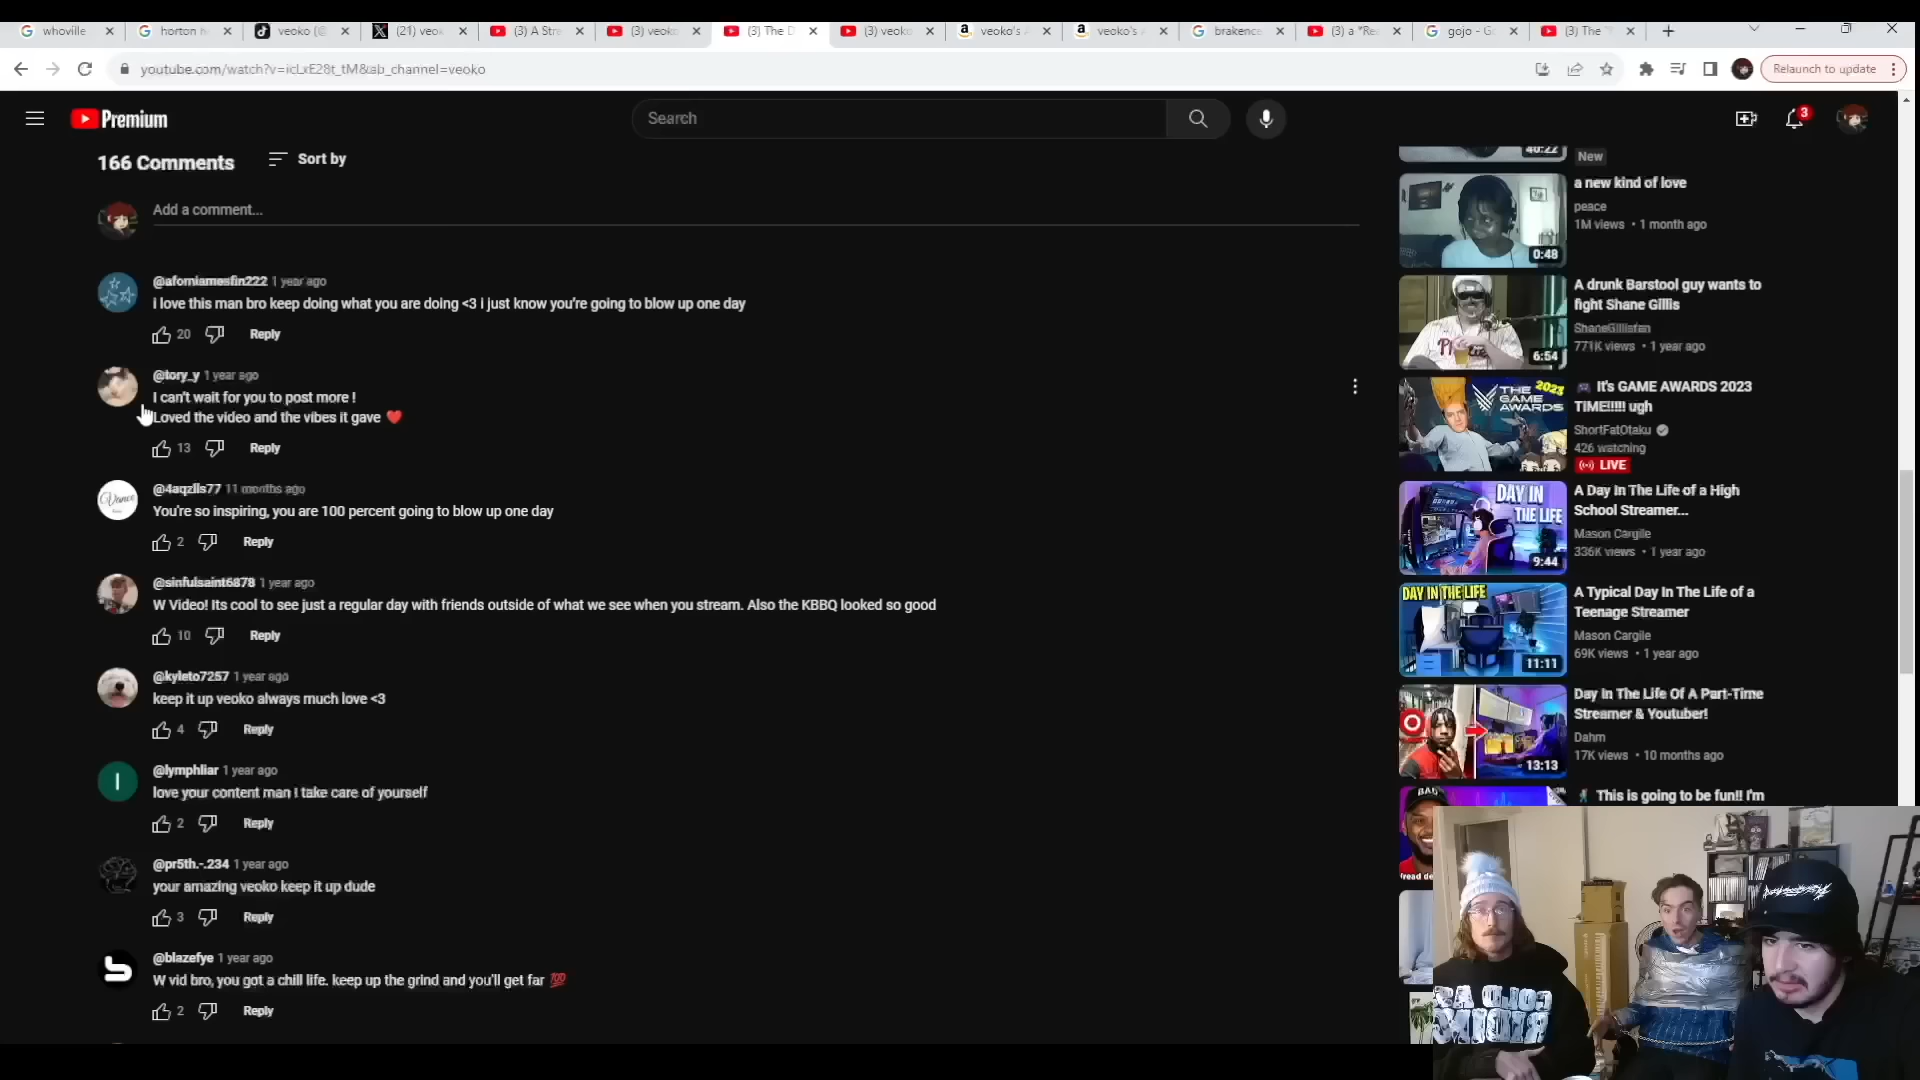 whoville
horton h
veoko (@
(21) veok
(3) A Stre
(3) veoko
(3) The D
(3) veoko
veoko's
veoko's
brakence
(3) a *Re
gojo - G
(3) The
youtube.com/watch?v=icLxE28t_tM&ab_channel=veoko
Relaunch to update
Premium
Search
3
166 Comments
Sort by
Add a comment...
1 year ago
i love this man bro keep doing what you are doing <3 i just know you're going to blow up one day
20
Reply
@tory_y 1 year ago
I can't wait for you to post more !
Loved the video and the vibes it gave ❤️
13
Reply
@4aqzlls77 11 months ago
You're so inspiring, you are 100 percent going to blow up one day
2
Reply
@sinfulsaint6878 1 year ago
W Video! Its cool to see just a regular day with friends outside of what we see when you stream. Also the KBBQ looked so good
10
Reply
@kyleto7257 1 year ago
keep it up veoko always much love <3
4
Reply
@lymphliar 1 year ago
love your content man I take care of yourself
2
Reply
@pr5th.-.234 1 year ago
your amazing veoko keep it up dude
3
Reply
@blazefye 1 year ago
W vid bro, you got a chill life. keep up the grind and you'll get far 💯
2
Reply
40:22
New
a new kind of love
peace
1M views • 1 month ago
0:48
A drunk Barstool guy wants to
fight Shane Gillis
ShaneGillisfan
771K views • 1 year ago
6:54
🎮 It's GAME AWARDS 2023
TIME!!!!! ugh
ShortFatOtaku
426 watching
LIVE
2023
THE GAME AWARDS
A Day In The Life of a High
School Streamer...
Mason Cargile
336K views • 1 year ago
DAY IN
THE LIFE
9:44
A Typical Day In The Life of a
Teenage Streamer
Mason Cargile
69K views • 1 year ago
DAY IN THE LIFE
11:11
Day In The Life Of A Part-Time
Streamer & Youtuber!
Dahm
17K views • 10 months ago
13:13
This is going to be fun!! I'm
BAD